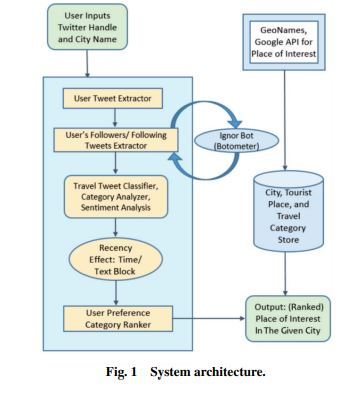 User Inputs
Twitter Handle
and City Name
GeoNames,
Google API for
Place of Interest
User Tweet Extractor
User's Followers/ Following
Tweets Extractor
Ignor Bot
(Botometer)
Travel Tweet Classifier,
Category Analyzer,
Sentiment Analysis
City, Tourist
Place, and
Travel
Category
Store
Recency
Effect: Time/
Text Block
User Preference
Category Ranker
Output: (Ranked)
Place of Interest
In The Given City
Fig. 1 System architecture.